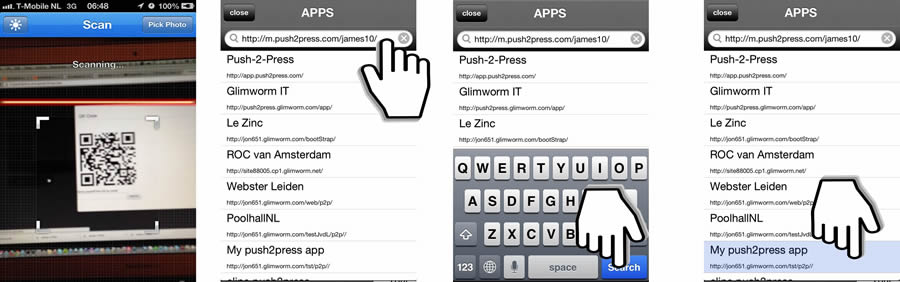 T-Mobile NL 3G 06:48
Scan
Pick Photo
Scanning...
close
APPS
http://m.push2press.com/james10/
Push-2-Press
http://app.push2press.com/
Glimworm IT
http://push2press.glimworm.com/app/
Le Zinc
http://jon651.glimworm.com/bootStrap/
ROC van Amsterdam
http://site88005.cp1.glimworm.net/
Webster Leiden
http://jon651.glimworm.com/web/p2p/
PoolhallNL
http://jon651.glimworm.com/testJvdL/p2p//
My push2press app
http://jon651.glimworm.com/tst/p2p//
close
APPS
http://m.push2press.com/james10/
Push-2-Press
http://app.push2press.com/
Glimworm IT
http://push2press.glimworm.com/app/
Le Zinc
http://jon651.glimworm.com/bootStrap/
Q W E R T Y U I O P
A S D F G H
Z X C V B
123 space Search
close
APPS
http://m.push2press.com/james10/
Push-2-Press
http://app.push2press.com/
Glimworm IT
http://push2press.glimworm.com/app/
Le Zinc
http://jon651.glimworm.com/bootStrap/
ROC van Amsterdam
http://site88005.cp1.glimworm.net/
Webster Leiden
http://jon651.glimworm.com/web/p2p/
PoolhallNL
http://jon651.glimworm.com/testJvdL/p2p//
My push2press app
http://jon651.glimworm.com/tst/p2p//